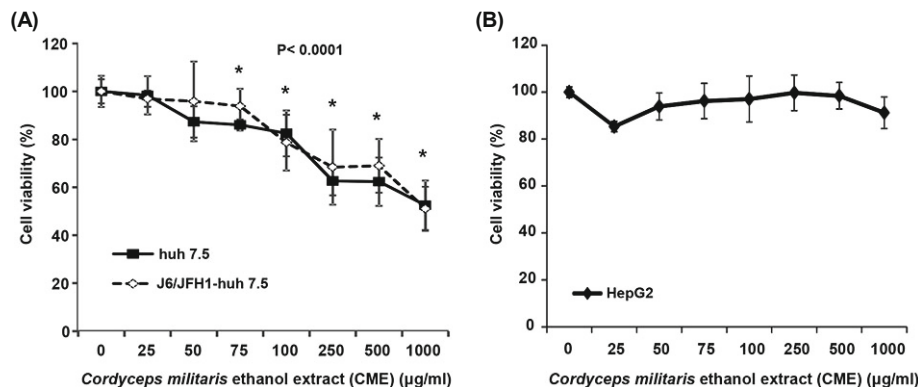 (A)
P< 0.0001
120
100
80
60
40
20
0
Cell viability (%)
* * * * *
huh 7.5
J6/JFH1-huh 7.5
0 25 50 75 100 250 500 1000
Cordyceps militaris ethanol extract (CME) (µg/ml)
(B)
120
100
80
60
40
20
0
Cell viability (%)
HepG2
0 25 50 75 100 250 500 1000
Cordyceps militaris ethanol extract (CME) (µg/ml)